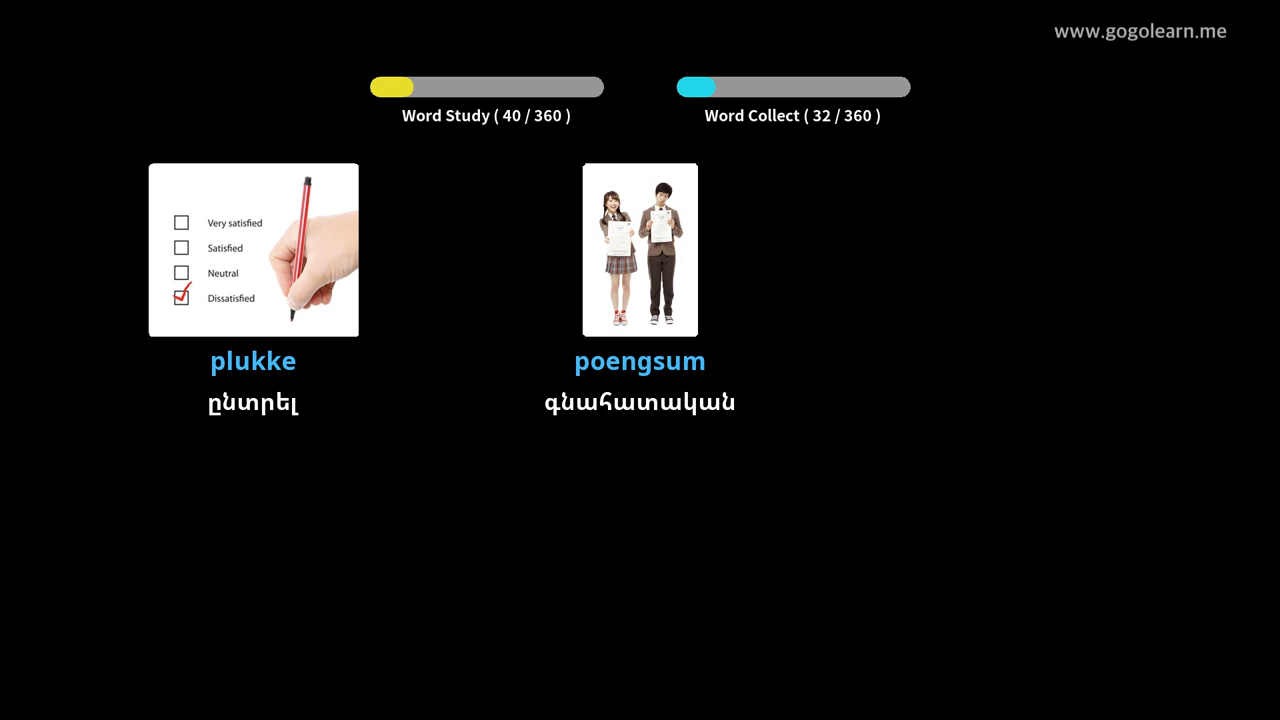 www.gogolearn.me
Word Study ( 40 / 360 )
Word Collect ( 32 / 360 )
Very satisfied
Satisfied
Neutral
Dissatisfied
plukke
poengsum
ընտրել
գնահատական